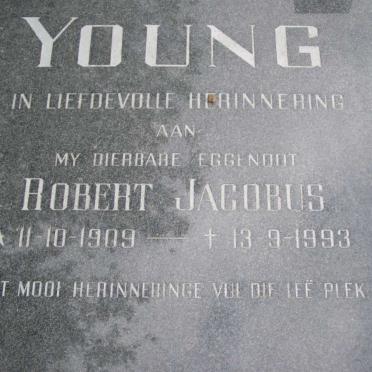 YOUNG
IN LIEFDEVOLLE HERINNERING
AAN
MY DIERBARE EGGENOOT
ROBERT JACOBUS
★ 11-10-1909 — † 13-9-1993
T MOOI HERINNERINGE VUL DIE LEË PLEK